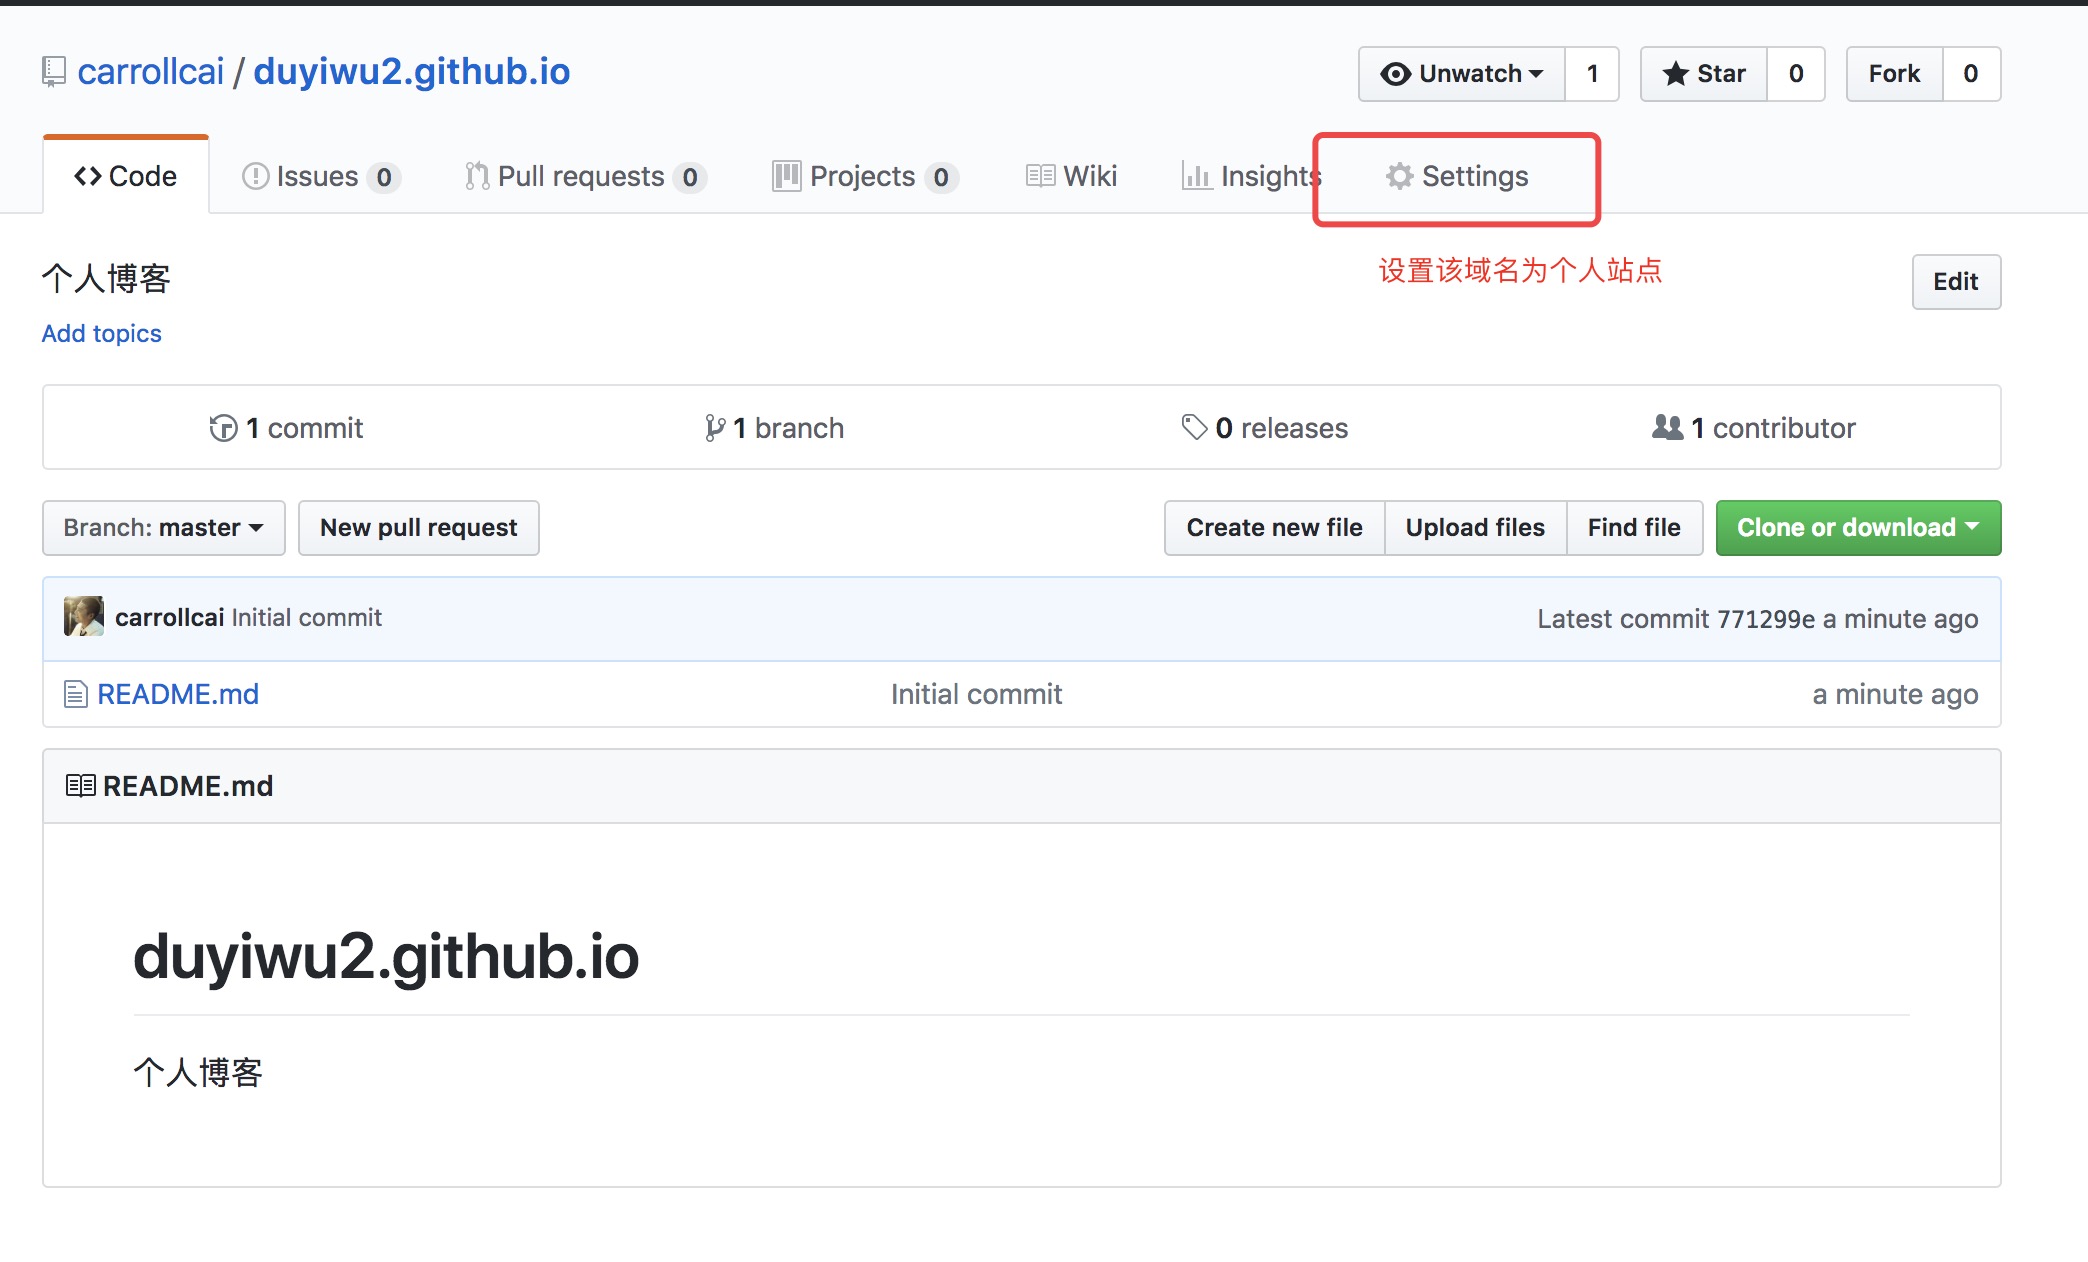 carrollcai / duyiwu2.github.io
Unwatch 1 Star 0 Fork 0
Code Issues 0 Pull requests 0 Projects 0 Wiki Insights Settings
设置该域名为个人站点
个人博客
Edit
Add topics
1 commit 1 branch 0 releases 1 contributor
Branch: master New pull request Create new file Upload files Find file Clone or download
carrollcai Initial commit Latest commit 771299e a minute ago
README.md Initial commit a minute ago
README.md
duyiwu2.github.io
个人博客